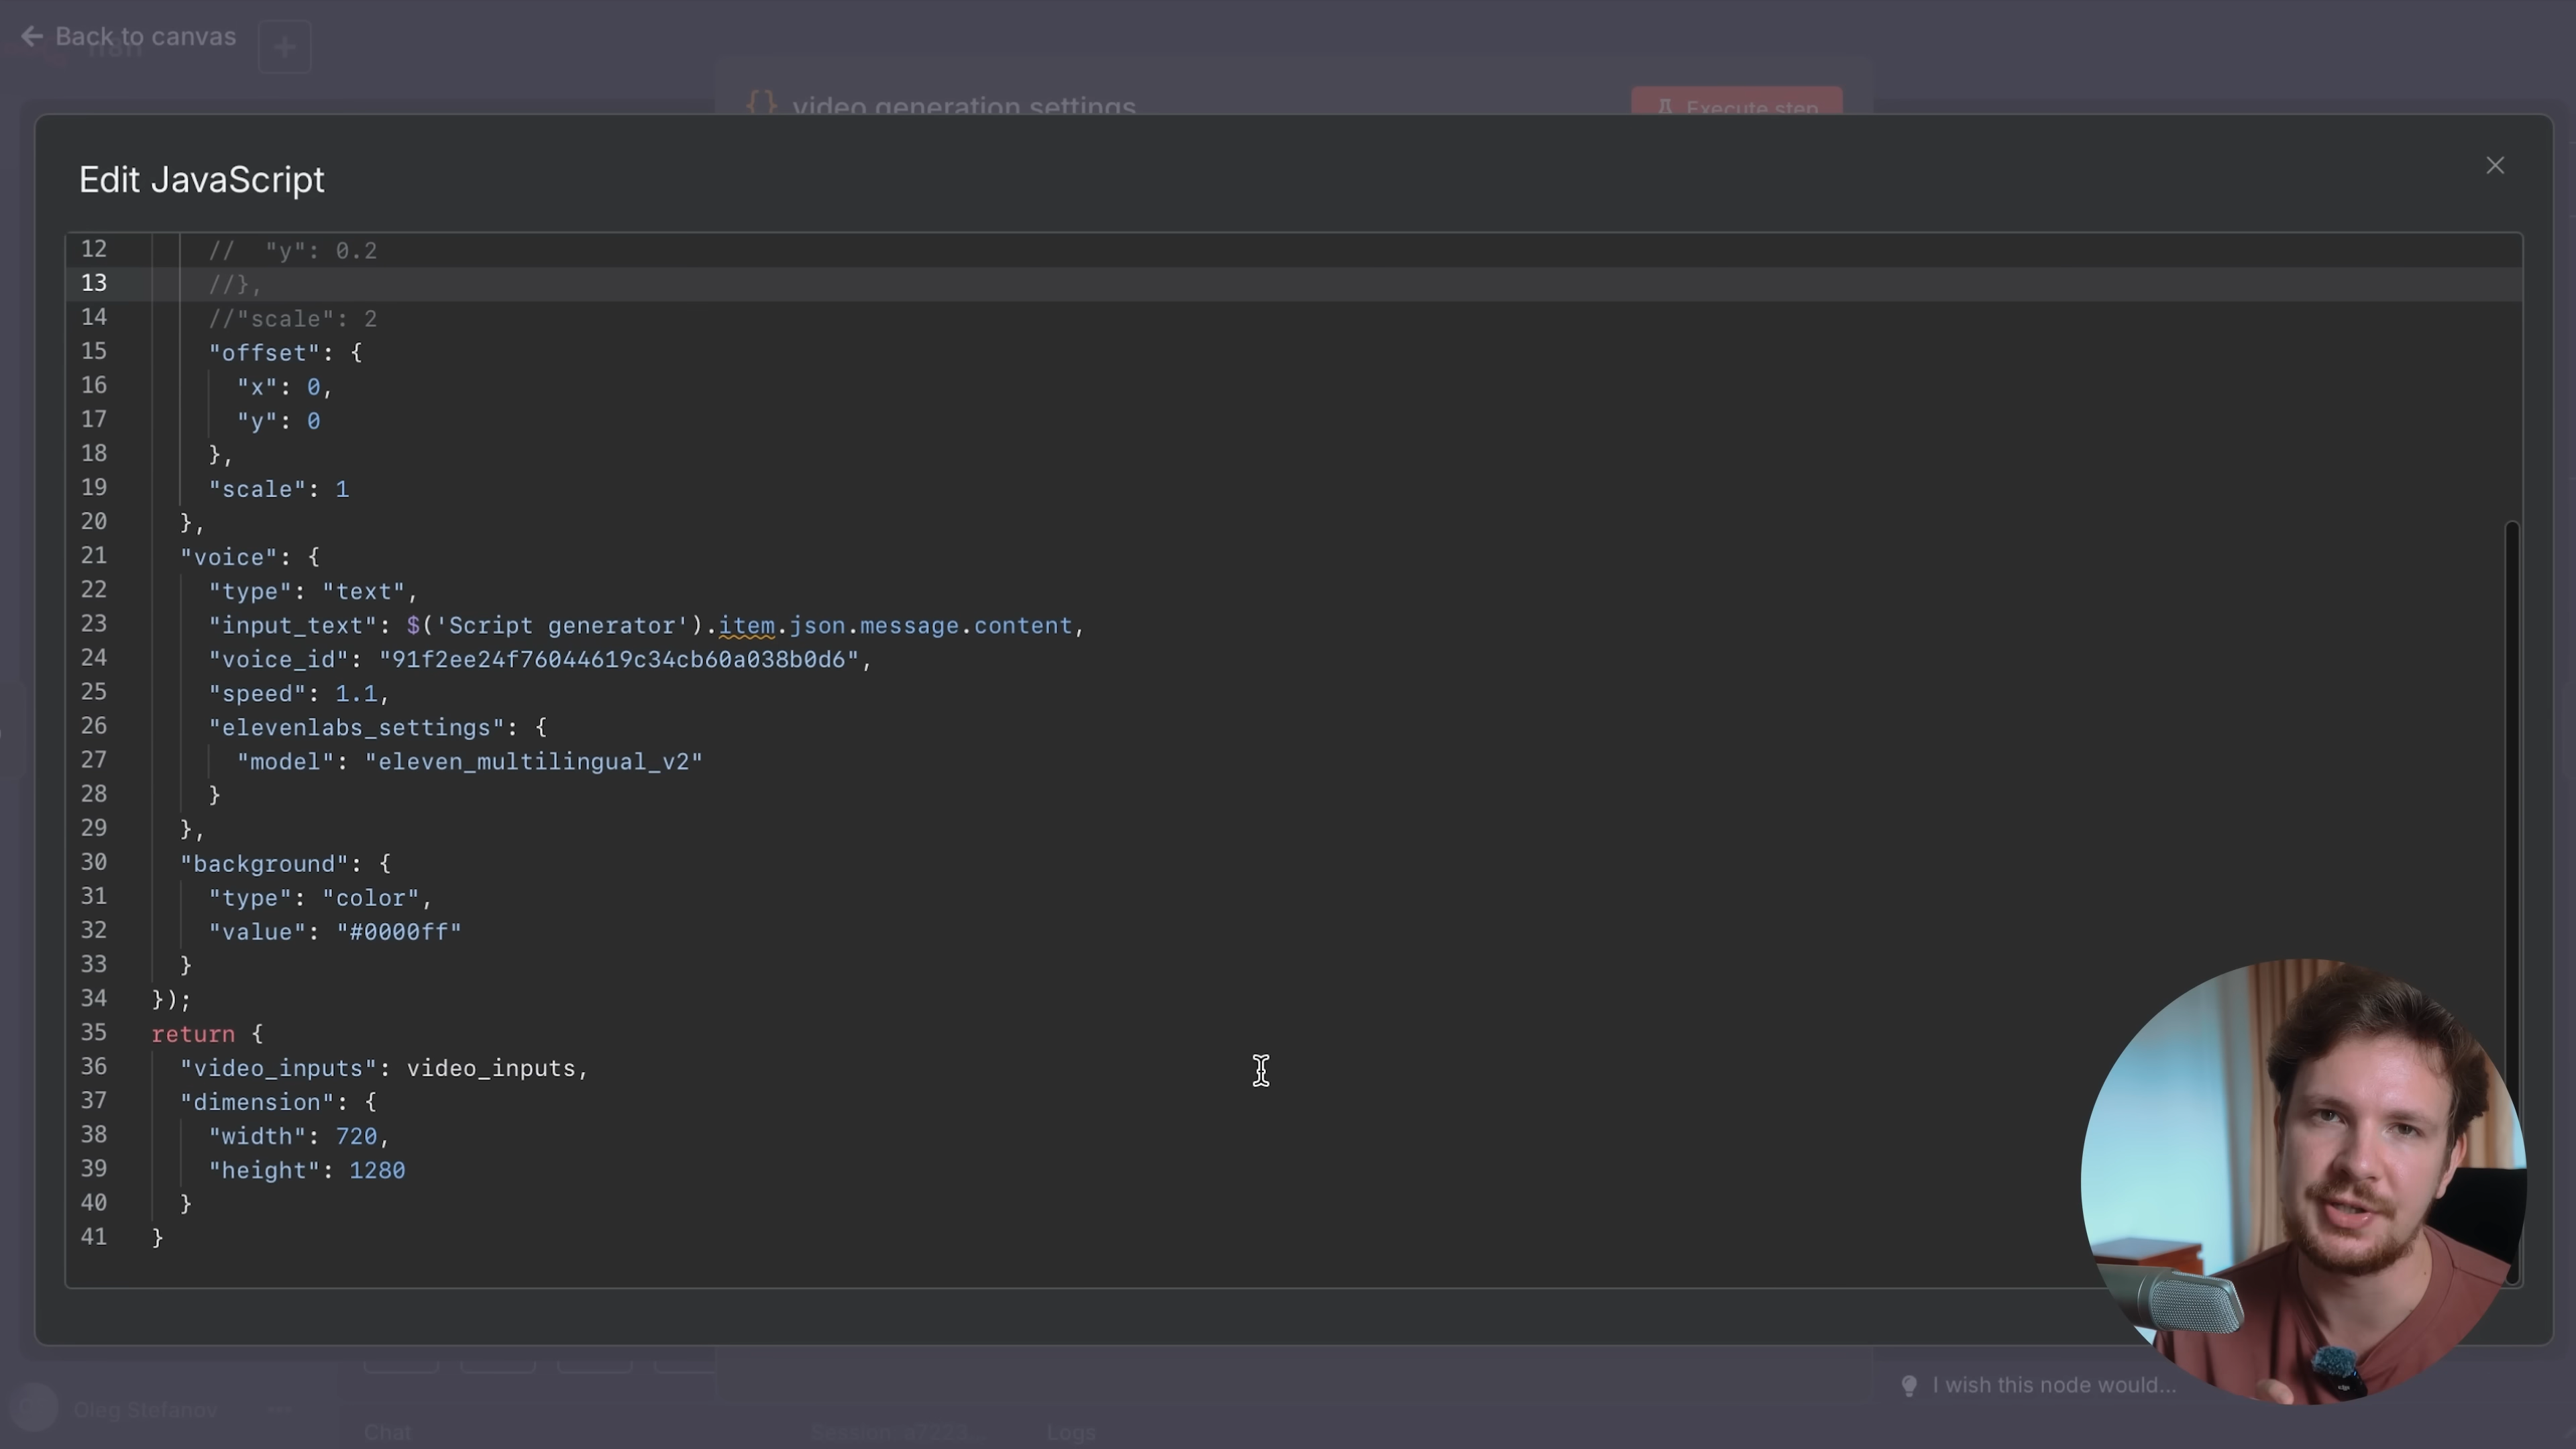 Back to canvas
n8n
{} video generation settings
Execute step
Edit JavaScript
12 //  "y": 0.2
13 //},
14 //"scale": 2
15 "offset": {
16 "x": 0,
17 "y": 0
18 },
19 "scale": 1
20 },
21 "voice": {
22 "type": "text",
23 "input_text": $('Script generator').item.json.message.content,
24 "voice_id": "91f2ee24f76044619c34cb60a038b0d6",
25 "speed": 1.1,
26 "elevenlabs_settings": {
27 "model": "eleven_multilingual_v2"
28 }
29 },
30 "background": {
31 "type": "color",
32 "value": "#0000ff"
33 }
34 });
35 return {
36 "video_inputs": video_inputs,
37 "dimension": {
38 "width": 720,
39 "height": 1280
40 }
41 }
I wish this node would...
Oleg Stefanov
Chat
Session
Logs